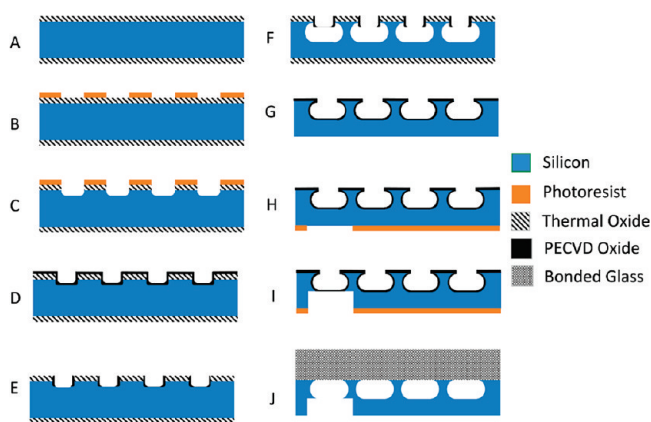 A
B
C
D
E
F
G
H
I
J
Silicon
Photoresist
Thermal Oxide
PECVD Oxide
Bonded Glass